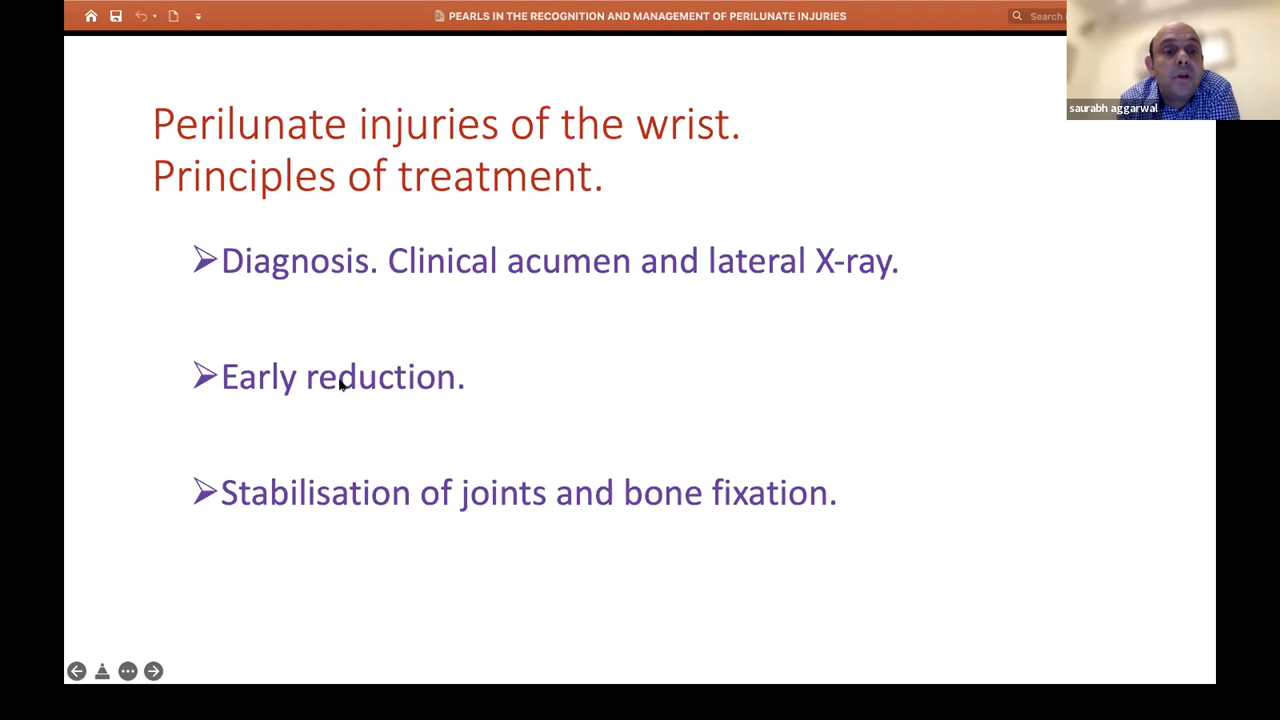 PEARLS IN THE RECOGNITION AND MANAGEMENT OF PERILUNATE INJURIES
Search
saurabh aggarwal
Perilunate injuries of the wrist.
Principles of treatment.
➢Diagnosis. Clinical acumen and lateral X-ray.
➢Early reduction.
➢Stabilisation of joints and bone fixation.